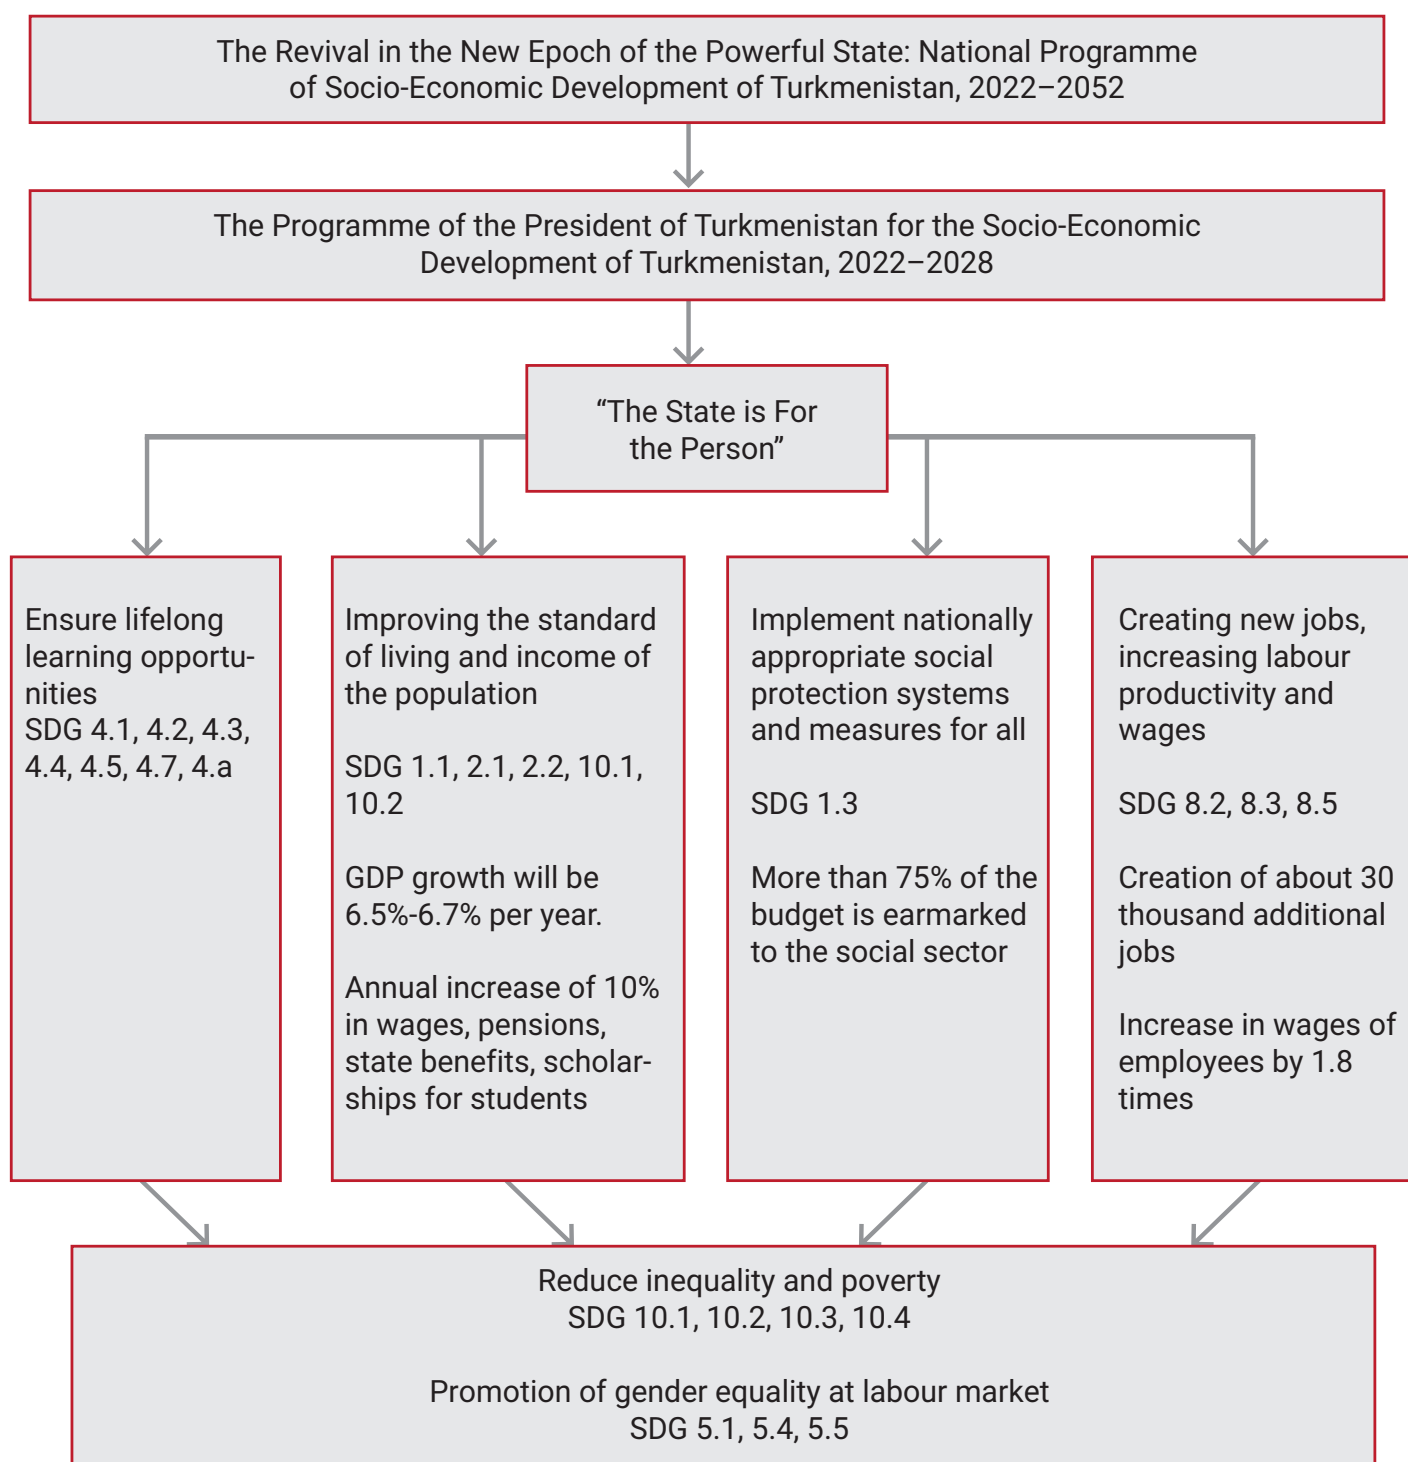 The Revival in the New Epoch of the Powerful State: National Programme
of Socio-Economic Development of Turkmenistan, 2022–2052
The Programme of the President of Turkmenistan for the Socio-Economic
Development of Turkmenistan, 2022–2028
“The State is For
the Person”
Ensure lifelong
learning opportu-
nities
SDG 4.1, 4.2, 4.3,
4.4, 4.5, 4.7, 4.a
Improving the standard
of living and income of
the population
SDG 1.1, 2.1, 2.2, 10.1,
10.2
GDP growth will be
6.5%-6.7% per year.
Annual increase of 10%
in wages, pensions,
state benefits, scholar-
ships for students
Implement nationally
appropriate social
protection systems
and measures for all
SDG 1.3
More than 75% of the
budget is earmarked
to the social sector
Creating new jobs,
increasing labour
productivity and
wages
SDG 8.2, 8.3, 8.5
Creation of about 30
thousand additional
jobs
Increase in wages of
employees by 1.8
times
Reduce inequality and poverty
SDG 10.1, 10.2, 10.3, 10.4
Promotion of gender equality at labour market
SDG 5.1, 5.4, 5.5